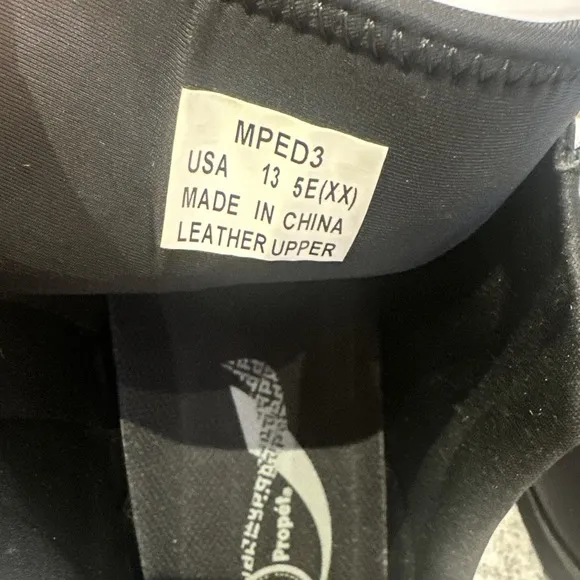 MPED3
USA 13 5E(XX)
MADE IN CHINA
LEATHER UPPER
Propét®